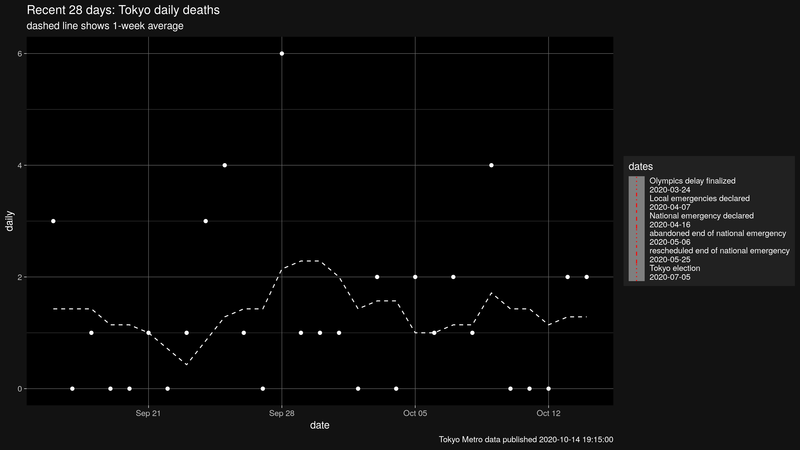 Recent 28 days: Tokyo daily deaths
dashed line shows 1-week average
6
4
2
0
daily
Sep 21
Sep 28
Oct 05
Oct 12
date
Tokyo Metro data published 2020-10-14 19:15:00
dates
Olympics delay finalized
2020-03-24
Local emergencies declared
2020-04-07
National emergency declared
2020-04-16
abandoned end of national emergency
2020-05-06
rescheduled end of national emergency
2020-05-25
Tokyo election
2020-07-05